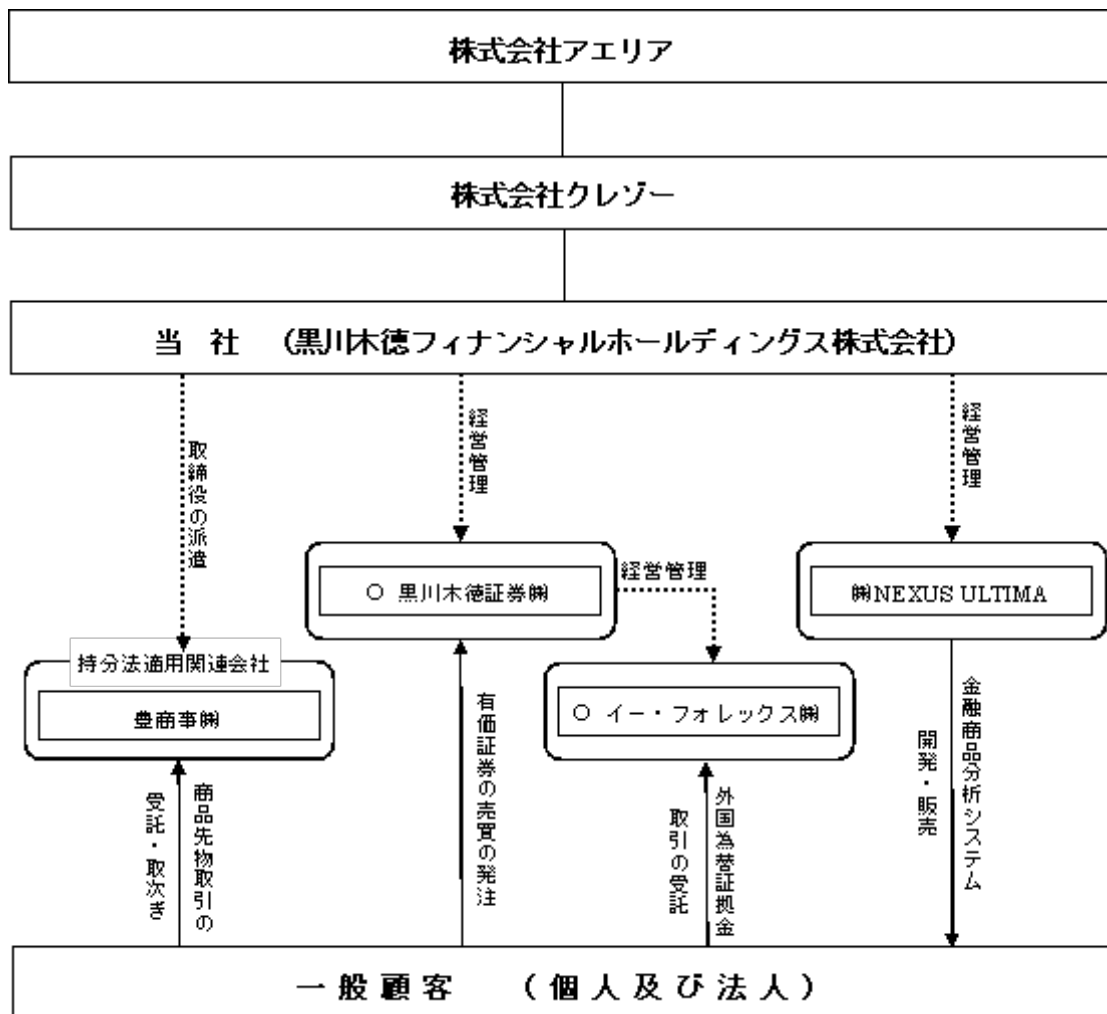 株式会社アエリア
株式会社クレゾー
当 社 (黒川木徳フィナンシャルホールディングス株式会社)
取締役の派遣
経営管理
経営管理
○ 黒川木徳証券㈱
経営管理
㈱NEXUS ULTIMA
持分法適用関連会社
豊商事㈱
○ イー・フォレックス㈱
商品先物取引の
受託・取次ぎ
有価証券の売買の発注
外国為替証拠金
取引の受託
金融商品分析システム
開発・販売
一 般 顧 客 ( 個 人 及 び 法 人 )